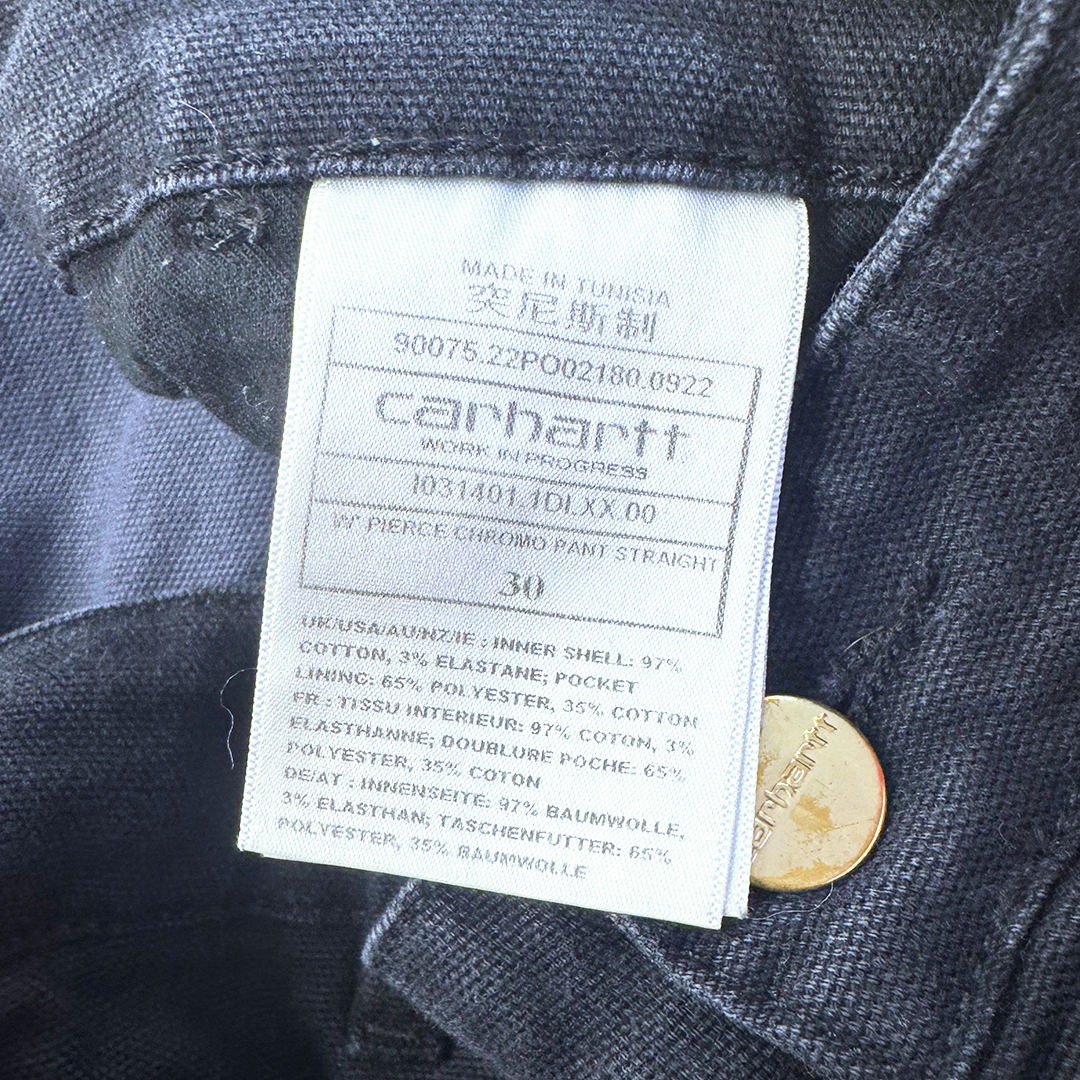 MADE IN TUNISIA
突尼斯制
90075.22PO02180.0922
carhartt
WORK IN PROGRESS
I031401.1DI.XX.00
W' PIERCE CHROMO PANT STRAIGHT
30
UK/USA/AU/NZ/IE : INNER SHELL: 97%
COTTON, 3% ELASTANE; POCKET
LINING: 65% POLYESTER, 35% COTTON
FR : TISSU INTERIEUR: 97% COTON, 3%
ELASTHANNE; DOUBLURE POCHE: 65%
POLYESTER, 35% COTON
DE/AT : INNENSEITE: 97% BAUMWOLLE,
3% ELASTHAN; TASCHENFUTTER: 65%
POLYESTER, 35% BAUMWOLLE
carhartt